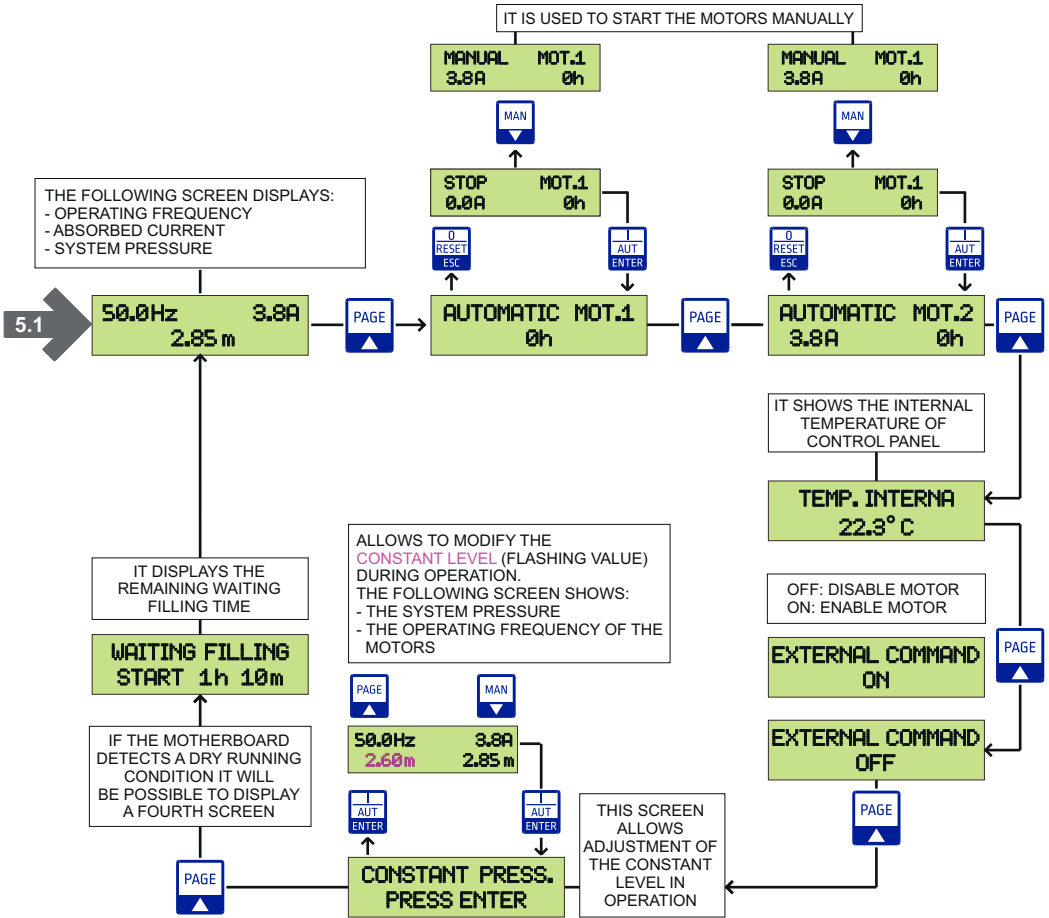 IT IS USED TO START THE MOTORS MANUALLY
MANUAL MOT.1
3.8A 0h
MANUAL MOT.1
3.8A 0h
MAN
MAN
STOP MOT.1
0.0A 0h
STOP MOT.1
0.0A 0h
0
RESET
ESC
I
AUT
ENTER
0
RESET
ESC
I
AUT
ENTER
THE FOLLOWING SCREEN DISPLAYS:
- OPERATING FREQUENCY
- ABSORBED CURRENT
- SYSTEM PRESSURE
5.1
50.0Hz 3.8A
2.85 m
PAGE
AUTOMATIC MOT.1
0h
PAGE
AUTOMATIC MOT.2
3.8A 0h
PAGE
IT SHOWS THE INTERNAL
TEMPERATURE OF
CONTROL PANEL
TEMP. INTERNA
22.3° C
OFF: DISABLE MOTOR
ON: ENABLE MOTOR
PAGE
EXTERNAL COMMAND
ON
EXTERNAL COMMAND
OFF
PAGE
ALLOWS TO MODIFY THE
CONSTANT LEVEL (FLASHING VALUE)
DURING OPERATION.
THE FOLLOWING SCREEN SHOWS:
- THE SYSTEM PRESSURE
- THE OPERATING FREQUENCY OF THE
MOTORS
PAGE
MAN
50.0Hz 3.8A
2.60m 2.85 m
I
AUT
ENTER
I
AUT
ENTER
THIS SCREEN
ALLOWS
ADJUSTMENT OF
THE CONSTANT
LEVEL IN
OPERATION
CONSTANT PRESS.
PRESS ENTER
PAGE
IF THE MOTHERBOARD
DETECTS A DRY RUNNING
CONDITION IT WILL
BE POSSIBLE TO DISPLAY
A FOURTH SCREEN
WAITING FILLING
START 1h 10m
IT DISPLAYS THE
REMAINING WAITING
FILLING TIME